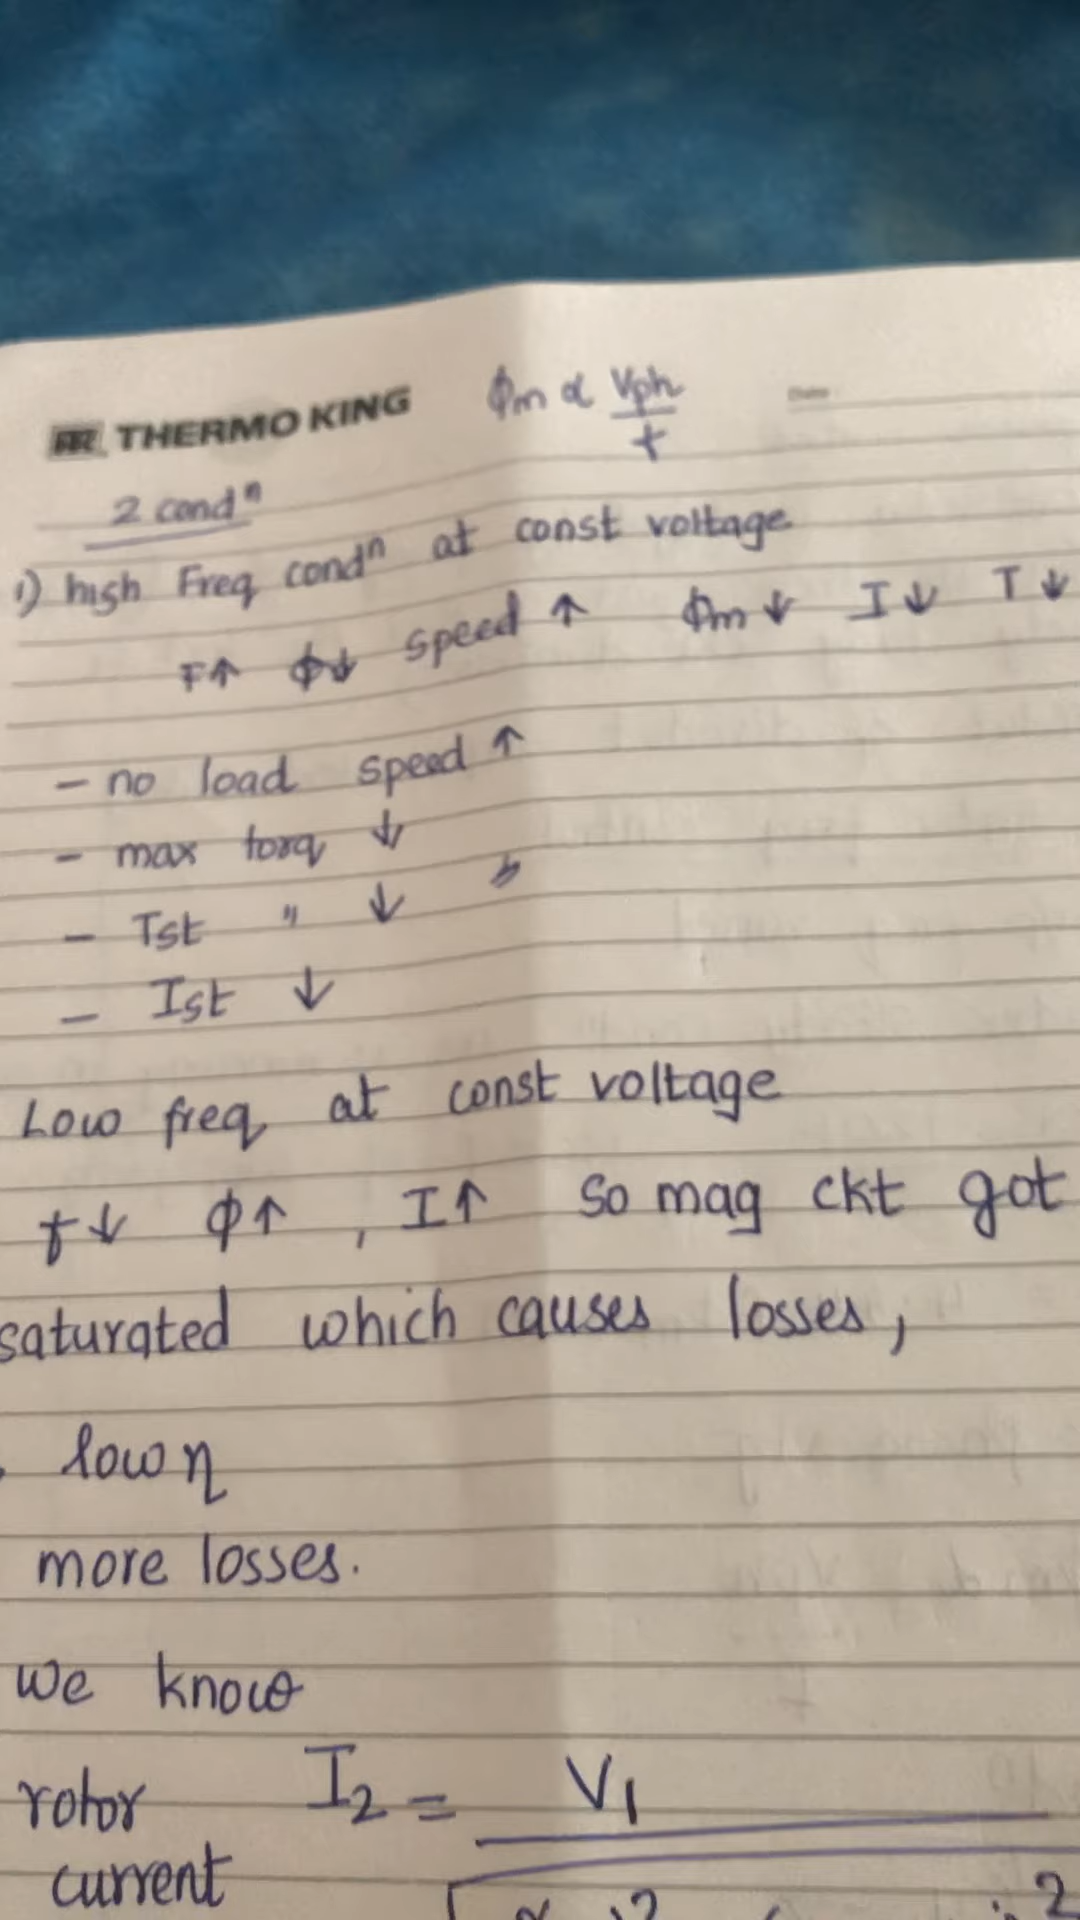 THERMO KING
ϕm ∝ Vph / f
2 condⁿ
1) high Freq condⁿ at const voltage
F↑ ϕ↓ speed ↑ ϕm ↓ I ↓ T ↓
- no load speed ↑
- max torq ↓
- Tst " ↓
- Ist ↓
Low freq at const voltage
f↓ ϕ↑ , I↑ so mag ckt got
saturated which causes losses,
low η
more losses.
we know
rotor I₂ = V₁
current